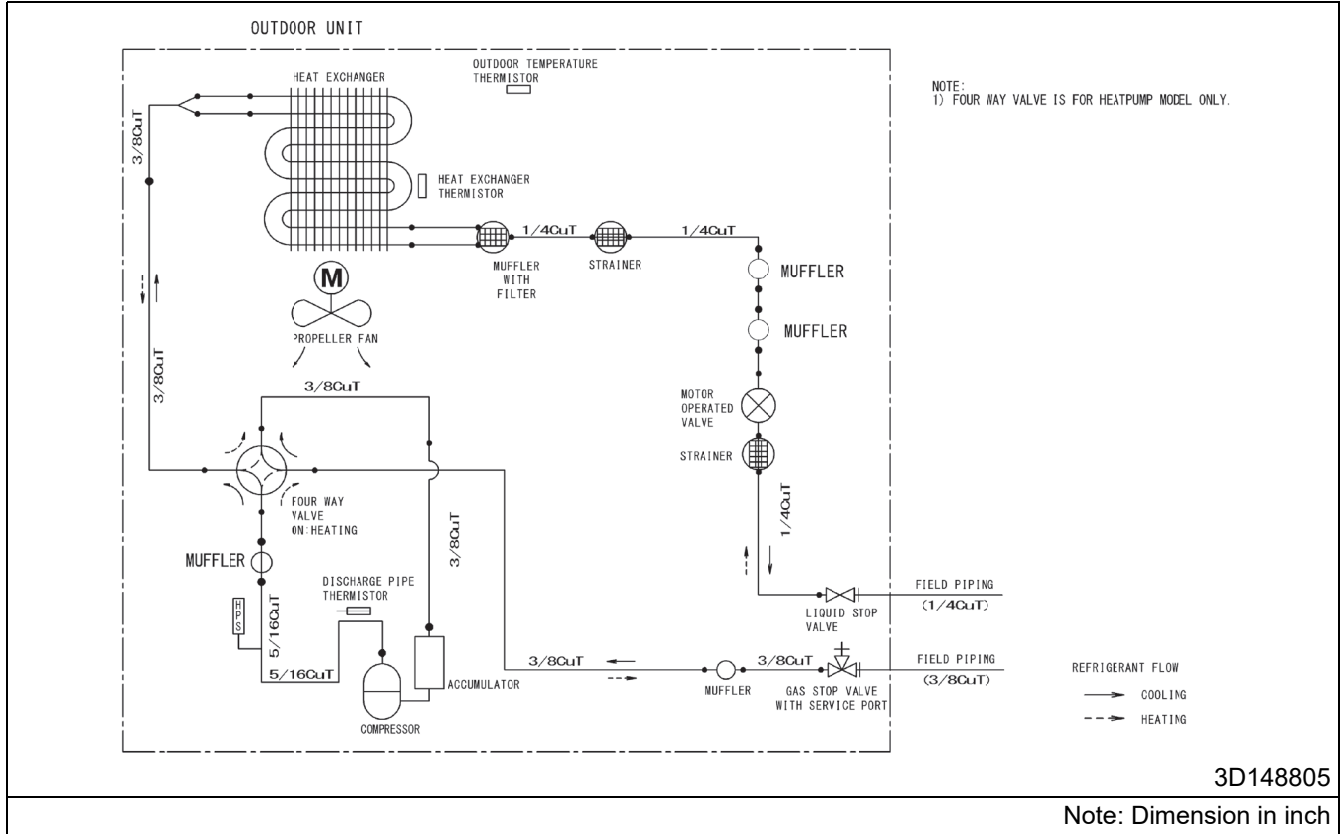 OUTDOOR UNIT
OUTDOOR TEMPERATURE
THERMISTOR
HEAT EXCHANGER
NOTE:
1) FOUR WAY VALVE IS FOR HEATPUMP MODEL ONLY.
3/8CuT
HEAT EXCHANGER
THERMISTOR
1/4CuT
1/4CuT
MUFFLER
WITH
FILTER
STRAINER
MUFFLER
M
MUFFLER
PROPELLER FAN
3/8CuT
3/8CuT
MOTOR
OPERATED
VALVE
STRAINER
FOUR WAY
VALVE
ON:HEATING
3/8CuT
1/4CuT
MUFFLER
DISCHARGE PIPE
THERMISTOR
HPS
5/16CuT
5/16CuT
FIELD PIPING
(1/4CuT)
LIQUID STOP
VALVE
3/8CuT
3/8CuT
FIELD PIPING
(3/8CuT)
REFRIGERANT FLOW
ACCUMULATOR
MUFFLER
GAS STOP VALVE
WITH SERVICE PORT
COOLING
COMPRESSOR
HEATING
3D148805
Note: Dimension in inch